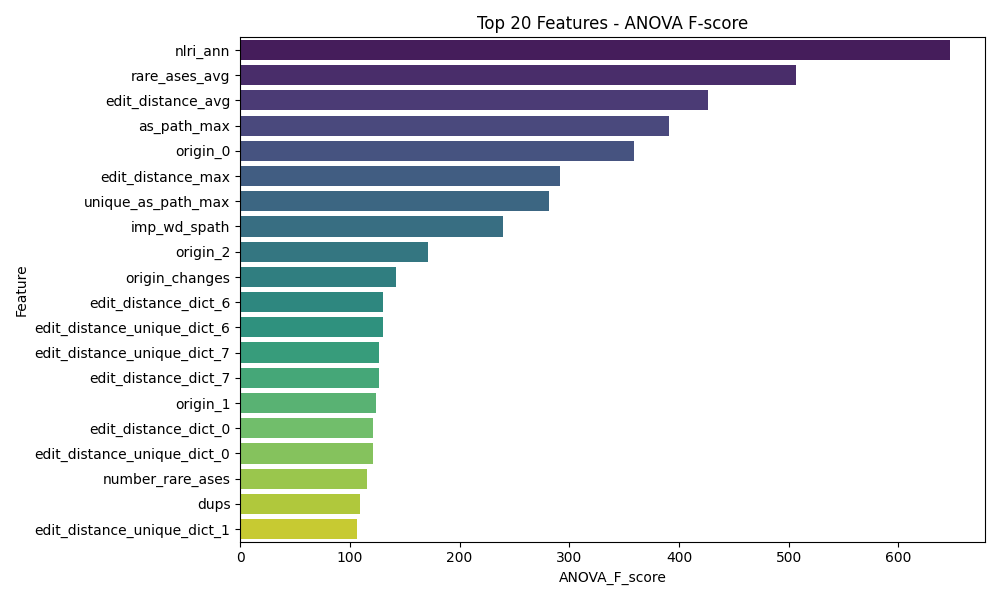 Top 20 Features - ANOVA F-score
Feature
nlri_ann
rare_ases_avg
edit_distance_avg
as_path_max
origin_0
edit_distance_max
unique_as_path_max
imp_wd_spath
origin_2
origin_changes
edit_distance_dict_6
edit_distance_unique_dict_6
edit_distance_unique_dict_7
edit_distance_dict_7
origin_1
edit_distance_dict_0
edit_distance_unique_dict_0
number_rare_ases
dups
edit_distance_unique_dict_1
0 100 200 300 400 500 600
ANOVA_F_score